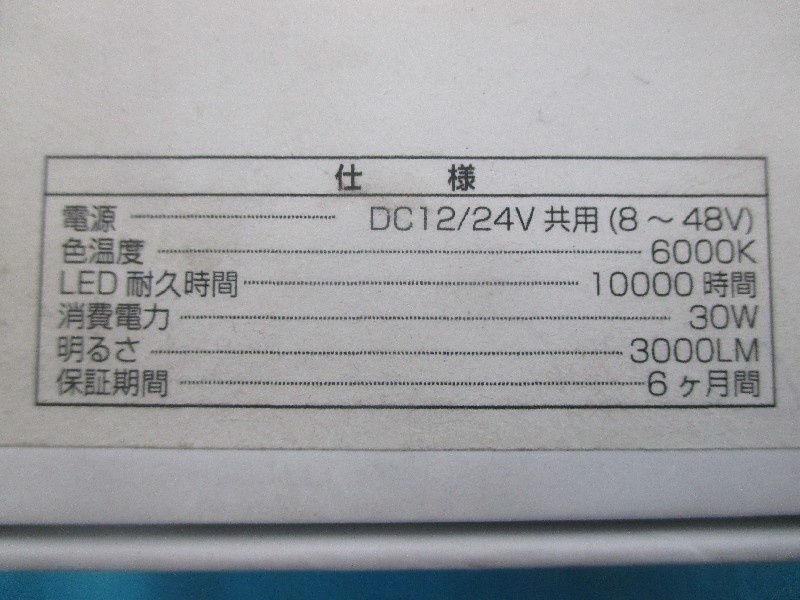 仕様
電源 DC12/24V 共用 (8～48V)
色温度 6000K
LED 耐久時間 10000 時間
消費電力 30W
明るさ 3000LM
保証期間 6ヶ月間